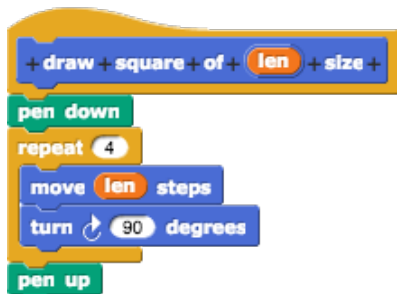 +draw+square+of+ len +size+
pen down
repeat 4
move len steps
turn 90 degrees
pen up